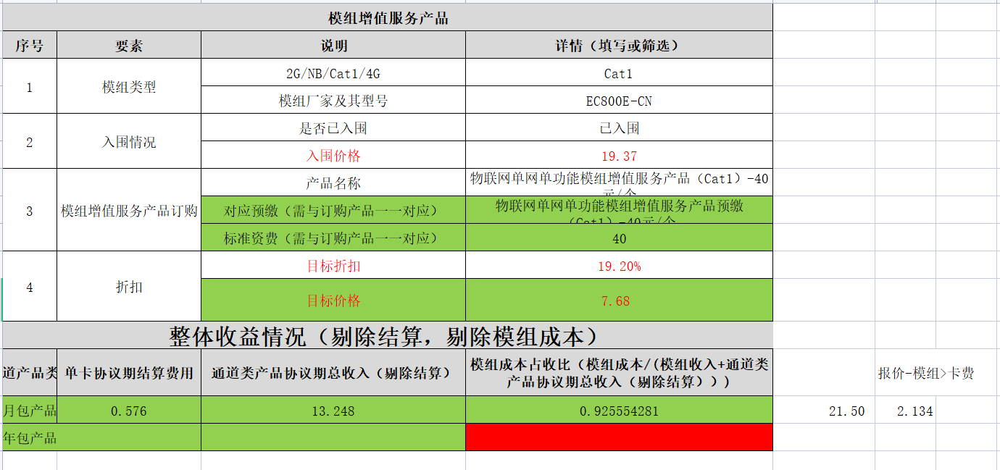 模组增值服务产品
序号 要素 说明 详情（填写或筛选）
1 模组类型 2G/NB/Cat1/4G Cat1
模组厂家及其型号 EC800E-CN
2 入围情况 是否已入围 已入围
入围价格 19.37
3 模组增值服务产品订购 产品名称 物联网单网单功能模组增值服务产品（Cat1）-40
元/个
对应预缴（需与订购产品一一对应） 物联网单网单功能模组增值服务产品预缴
（Cat1）-40元/个
标准资费（需与订购产品一一对应） 40
4 折扣 目标折扣 19.20%
目标价格 7.68
整体收益情况（剔除结算，剔除模组成本）
道产品类 单卡协议期结算费用 通道类产品协议期总收入（剔除结算） 模组成本占收比（模组成本/(模组收入+通道类
产品协议期总收入（剔除结算）））
报价-模组>卡费
月包产品 0.576 13.248 0.925554281 21.50 2.134
年包产品